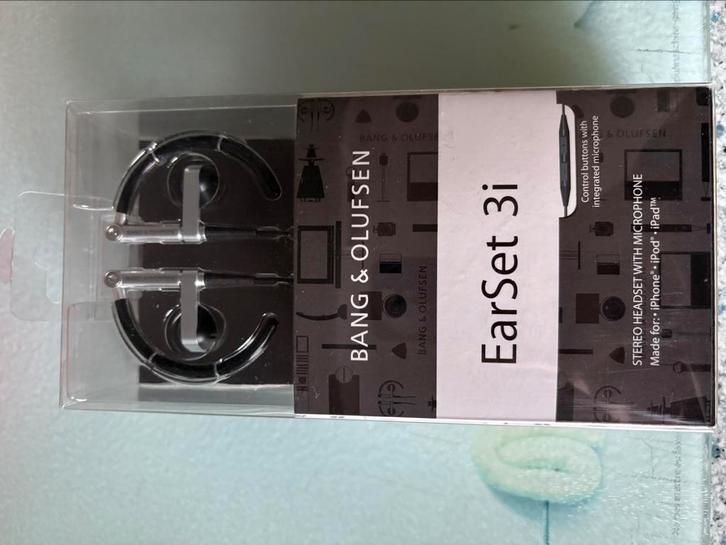 BANG & OLUFSEN
BANG & OLUFSEN
BANG & OLUFSEN
EarSet 3i
Control buttons with
integrated microphone
& OLUFSEN
STEREO HEADSET WITH MICROPHONE
Made for: • iPhone® • iPod® • iPad™